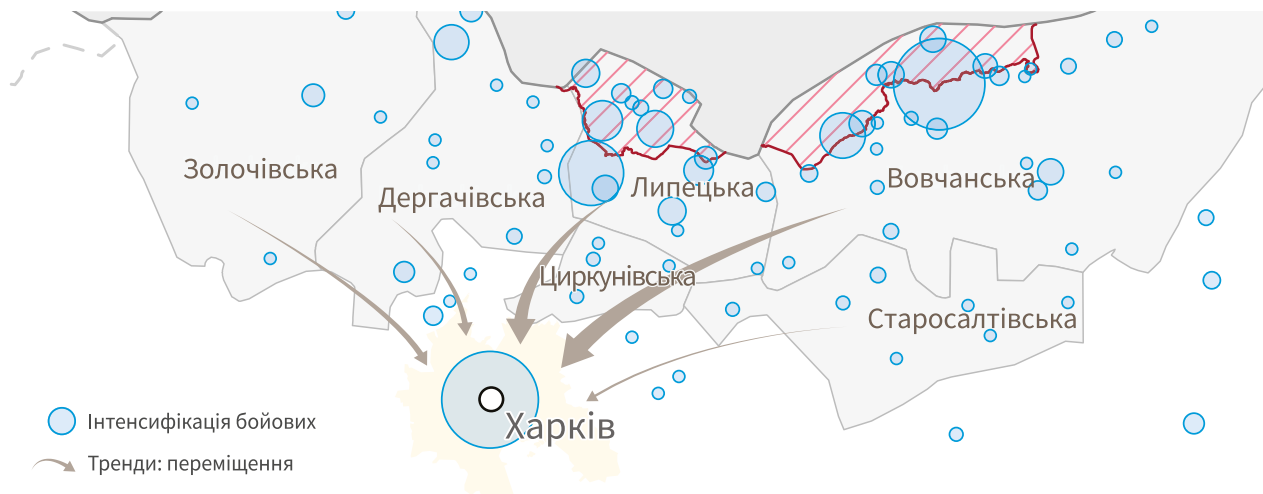 Золочівська
Дергачівська
Липецька
Вовчанська
Циркунівська
Старосалтівська
Харків
Інтенсифікація бойових
Тренди: переміщення